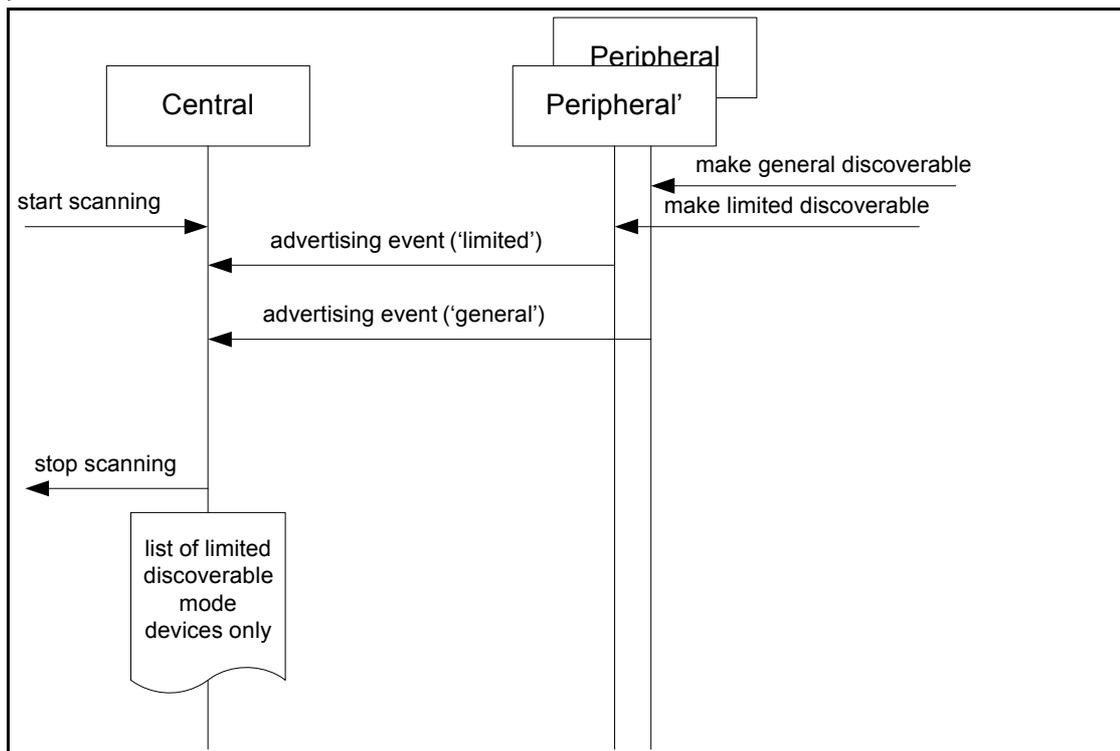 Peripheral
Central
Peripheral’
make general discoverable
start scanning
make limited discoverable
advertising event (‘limited’)
advertising event (‘general’)
stop scanning
list of limited
discoverable
mode
devices only